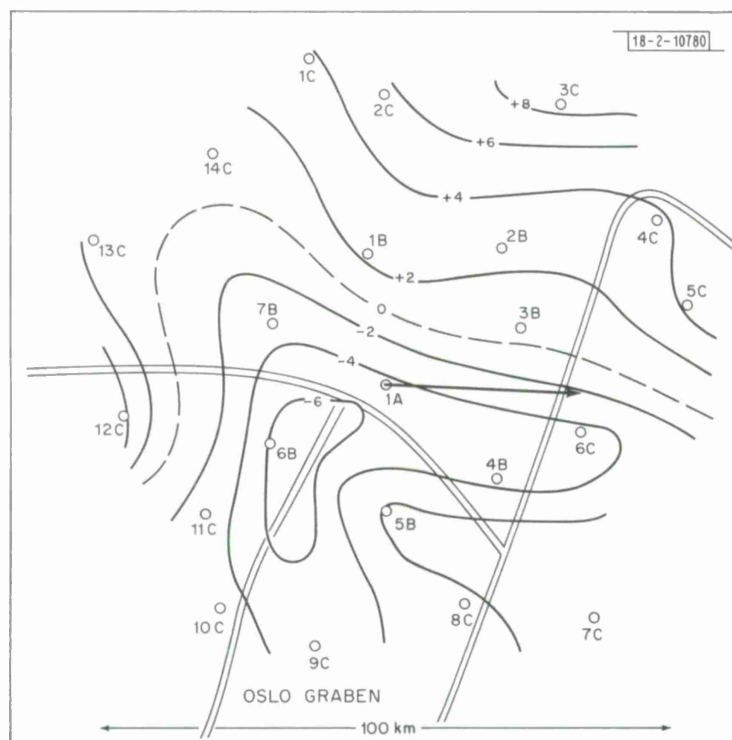 18-2-10780
1C
2C
3C
+8
+6
14C
+4
13C
1B
2B
4C
+2
5C
7B
0
3B
-2
-4
1A
-6
12C
6B
6C
4B
11C
5B
10C
8C
7C
9C
OSLO GRABEN
100 km